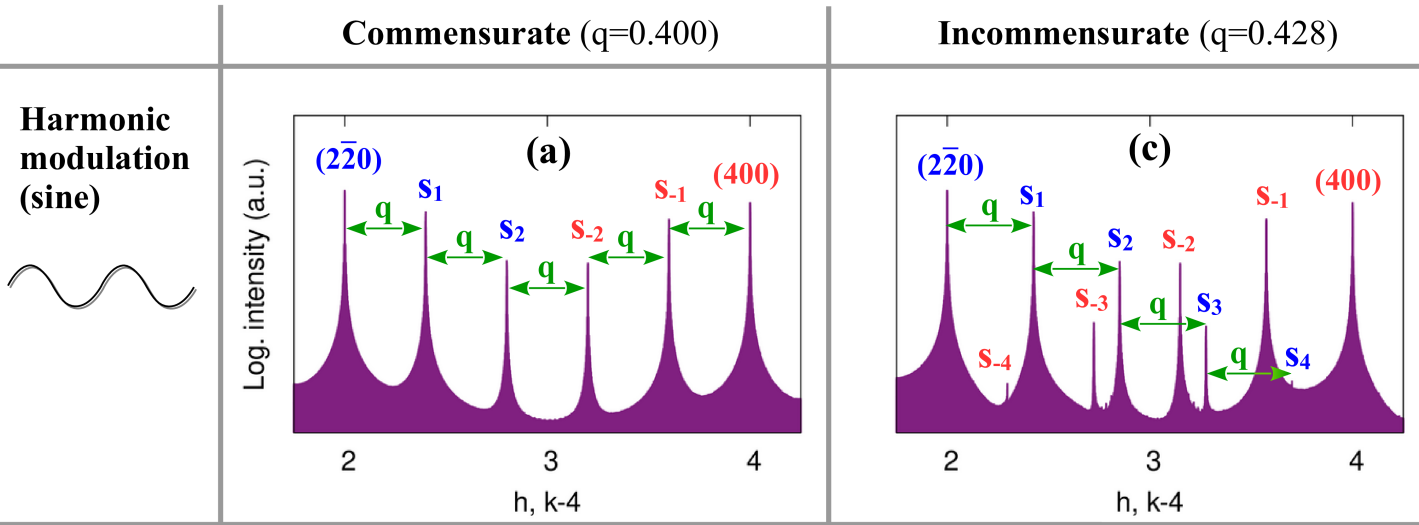 Commensurate (q=0.400)
Incommensurate (q=0.428)
Harmonic
modulation
(sine)
Log. intensity (a.u.)
(a)
(22̅0)
s1
s2
s-2
s-1
(400)
q
q
q
q
q
2
3
4
h, k-4
(c)
(22̅0)
s1
s2
s-2
s-1
(400)
s-3
s3
s-4
s4
q
q
q
q
2
3
4
h, k-4